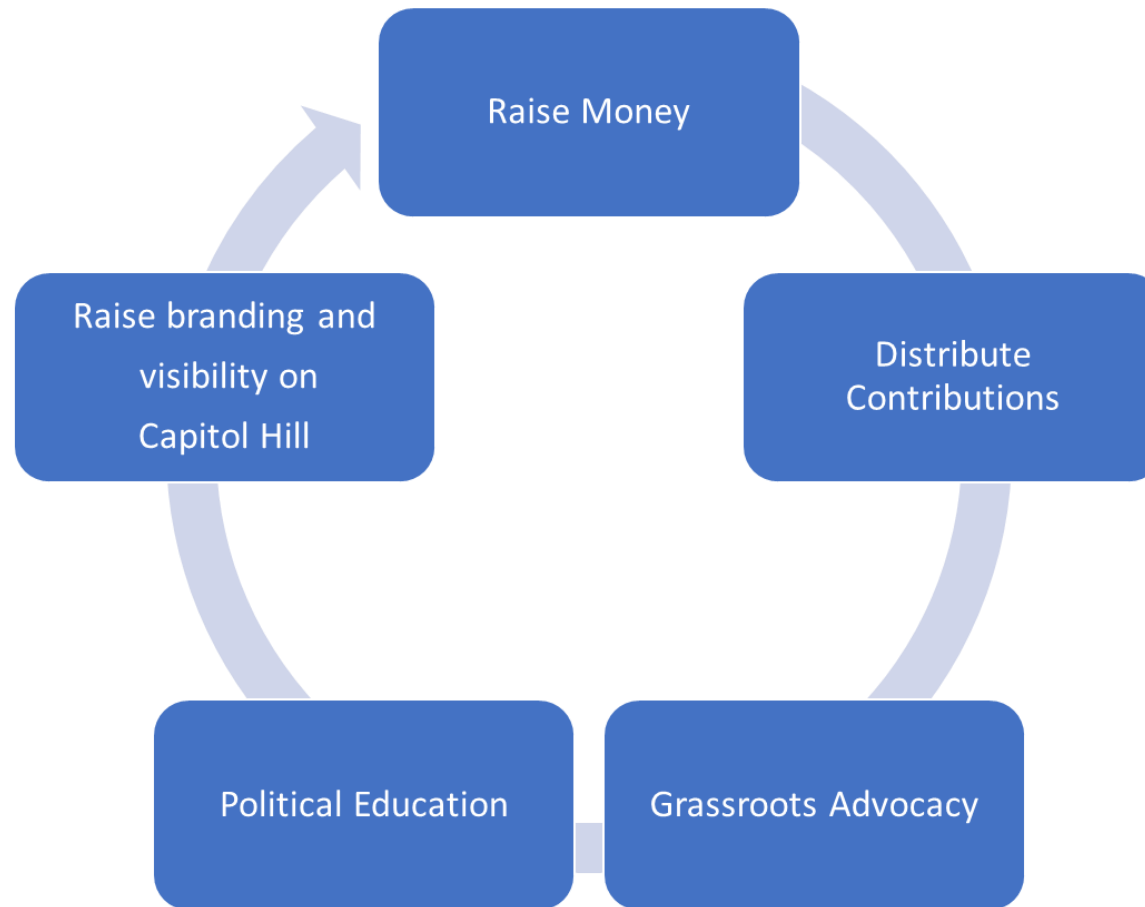 Raise Money
Distribute
Contributions
Grassroots Advocacy
Political Education
Raise branding and
visibility on
Capitol Hill